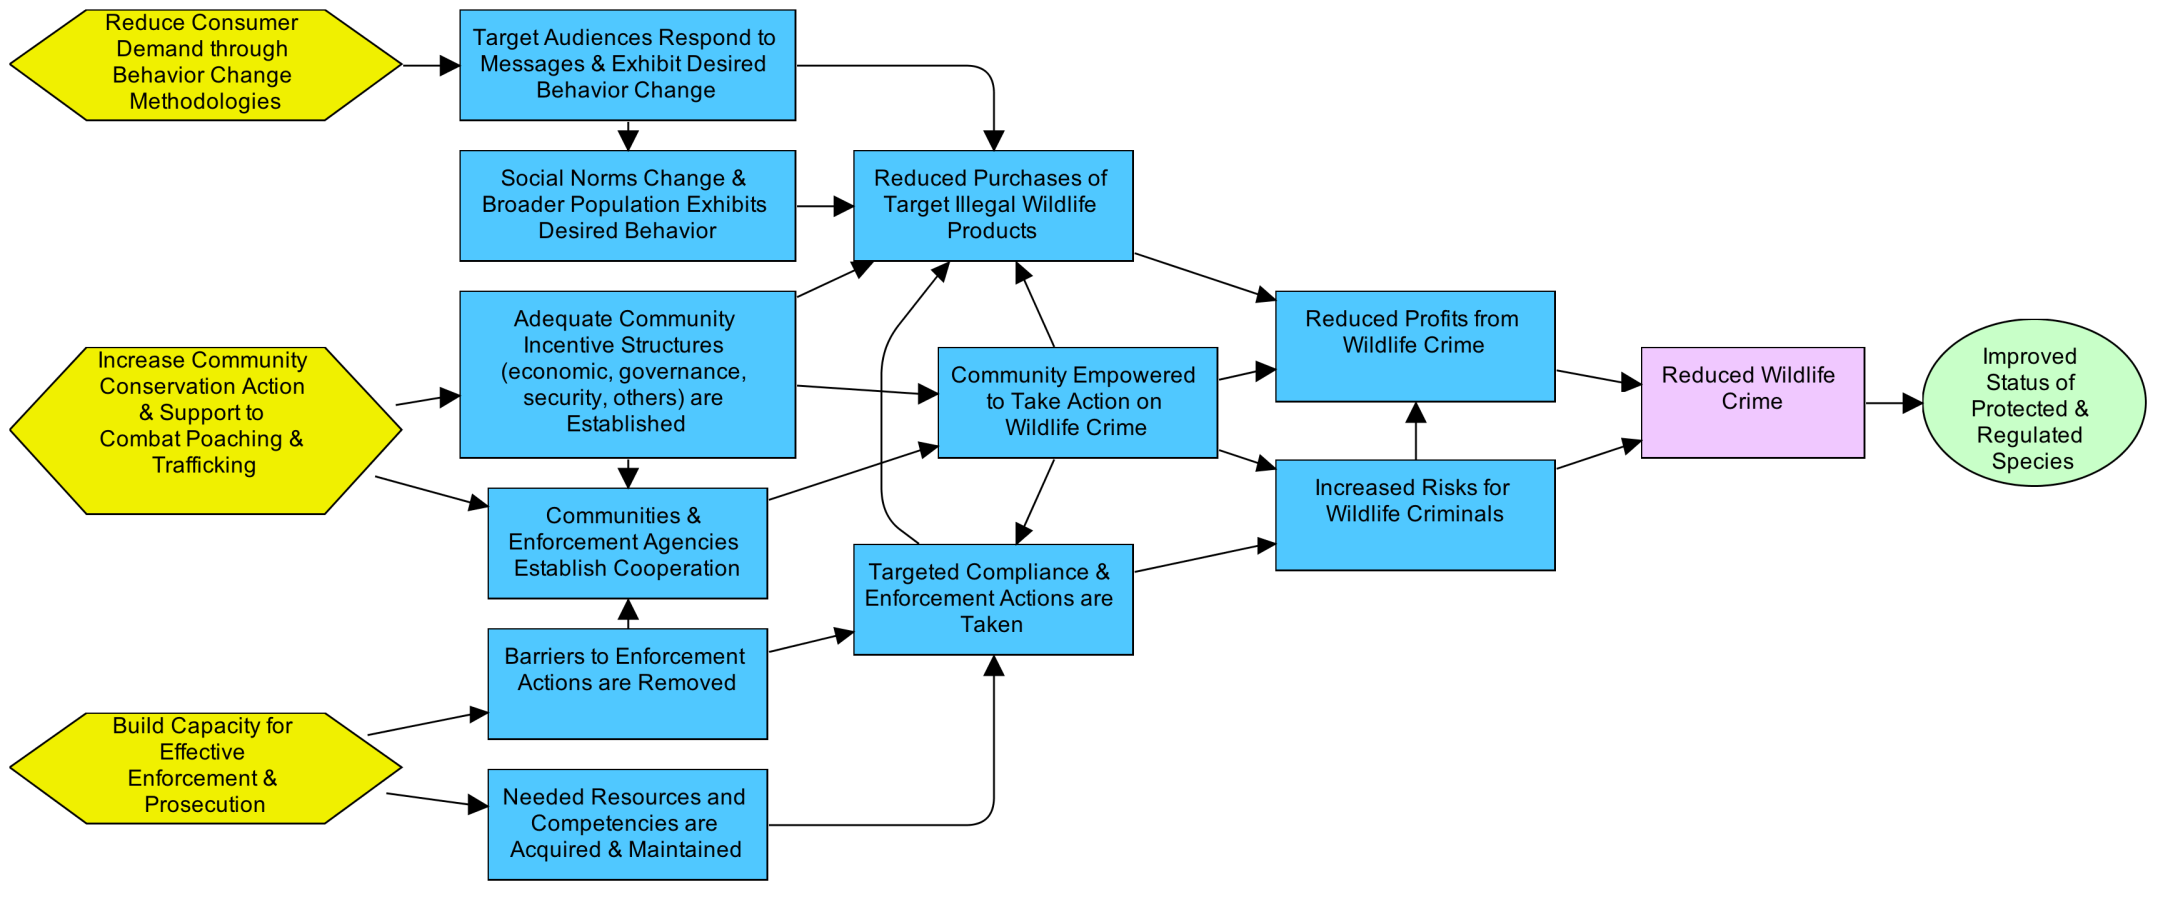 Reduce Consumer
Demand through
Behavior Change
Methodologies
Target Audiences Respond to
Messages & Exhibit Desired
Behavior Change
Social Norms Change &
Broader Population Exhibits
Desired Behavior
Reduced Purchases of
Target Illegal Wildlife
Products
Increase Community
Conservation Action
& Support to
Combat Poaching &
Trafficking
Adequate Community
Incentive Structures
(economic, governance,
security, others) are
Established
Community Empowered
to Take Action on
Wildlife Crime
Reduced Profits from
Wildlife Crime
Reduced Wildlife
Crime
Improved
Status of
Protected &
Regulated
Species
Communities &
Enforcement Agencies
Establish Cooperation
Increased Risks for
Wildlife Criminals
Targeted Compliance &
Enforcement Actions are
Taken
Barriers to Enforcement
Actions are Removed
Build Capacity for
Effective
Enforcement &
Prosecution
Needed Resources and
Competencies are
Acquired & Maintained